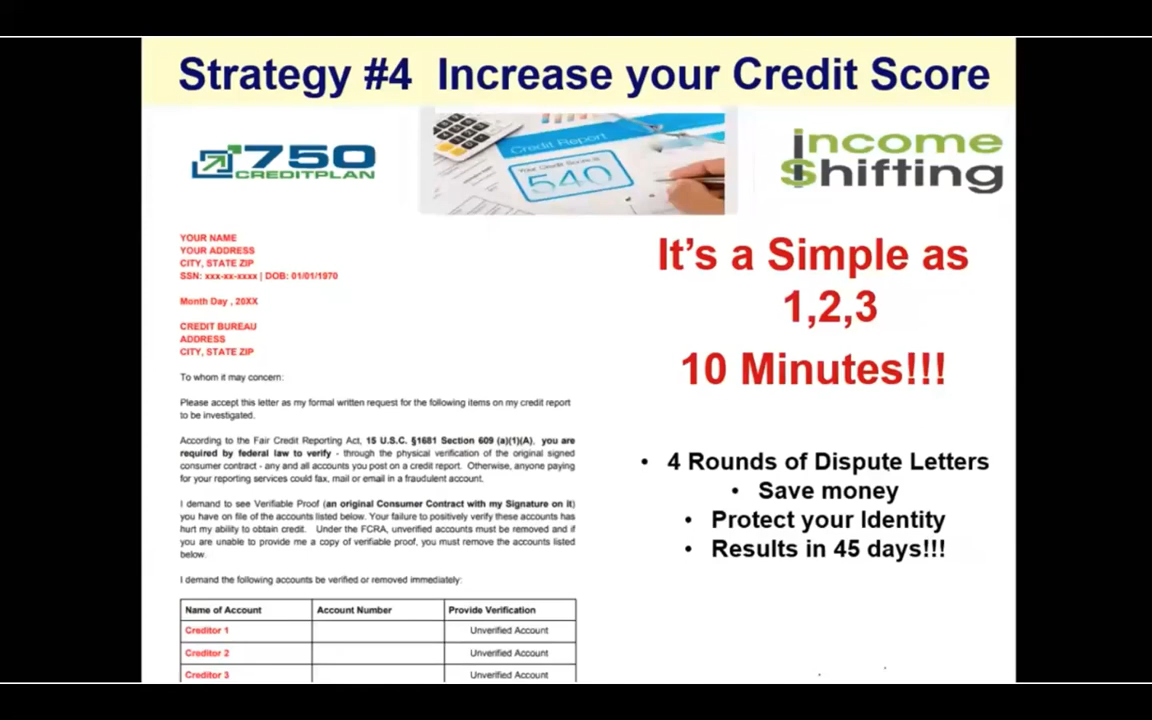 Strategy #4 Increase your Credit Score
750
CREDITPLAN
Credit Report
Your Credit Score is
540
income
$hifting
YOUR NAME
YOUR ADDRESS
CITY, STATE ZIP
SSN: xxx-xx-xxxx | DOB: 01/01/1970
Month Day , 20XX
CREDIT BUREAU
ADDRESS
CITY, STATE ZIP
To whom it may concern:
Please accept this letter as my formal written request for the following items on my credit report
to be investigated.
According to the Fair Credit Reporting Act, 15 U.S.C. §1681 Section 609 (a)(1)(A), you are
required by federal law to verify - through the physical verification of the original signed
consumer contract - any and all accounts you post on a credit report. Otherwise, anyone paying
for your reporting services could fax, mail or email in a fraudulent account.
I demand to see Verifiable Proof (an original Consumer Contract with my Signature on it)
you have on file of the accounts listed below. Your failure to positively verify these accounts has
hurt my ability to obtain credit. Under the FCRA, unverified accounts must be removed and if
you are unable to provide me a copy of verifiable proof, you must remove the accounts listed
below.
I demand the following accounts be verified or removed immediately:
Name of Account Account Number Provide Verification
Creditor 1 Unverified Account
Creditor 2 Unverified Account
Creditor 3 Unverified Account
It's a Simple as
1,2,3
10 Minutes!!!
• 4 Rounds of Dispute Letters
• Save money
• Protect your Identity
• Results in 45 days!!!